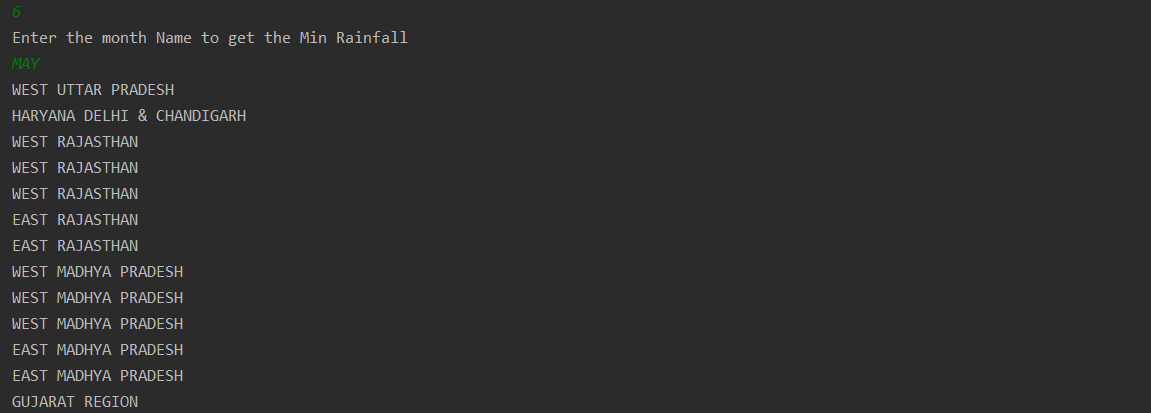 6
Enter the month Name to get the Min Rainfall
MAY
WEST UTTAR PRADESH
HARYANA DELHI & CHANDIGARH
WEST RAJASTHAN
WEST RAJASTHAN
WEST RAJASTHAN
EAST RAJASTHAN
EAST RAJASTHAN
WEST MADHYA PRADESH
WEST MADHYA PRADESH
WEST MADHYA PRADESH
EAST MADHYA PRADESH
EAST MADHYA PRADESH
GUJARAT REGION